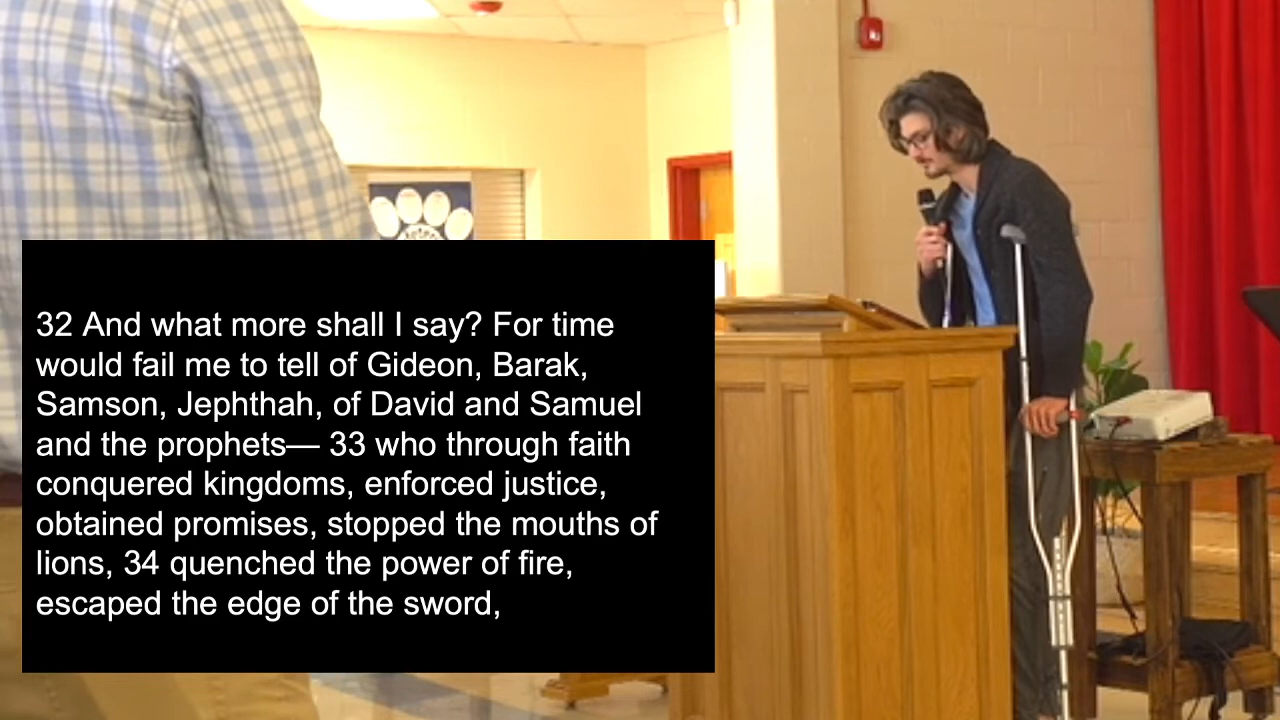 32 And what more shall I say? For time
would fail me to tell of Gideon, Barak,
Samson, Jephthah, of David and Samuel
and the prophets— 33 who through faith
conquered kingdoms, enforced justice,
obtained promises, stopped the mouths of
lions, 34 quenched the power of fire,
escaped the edge of the sword,